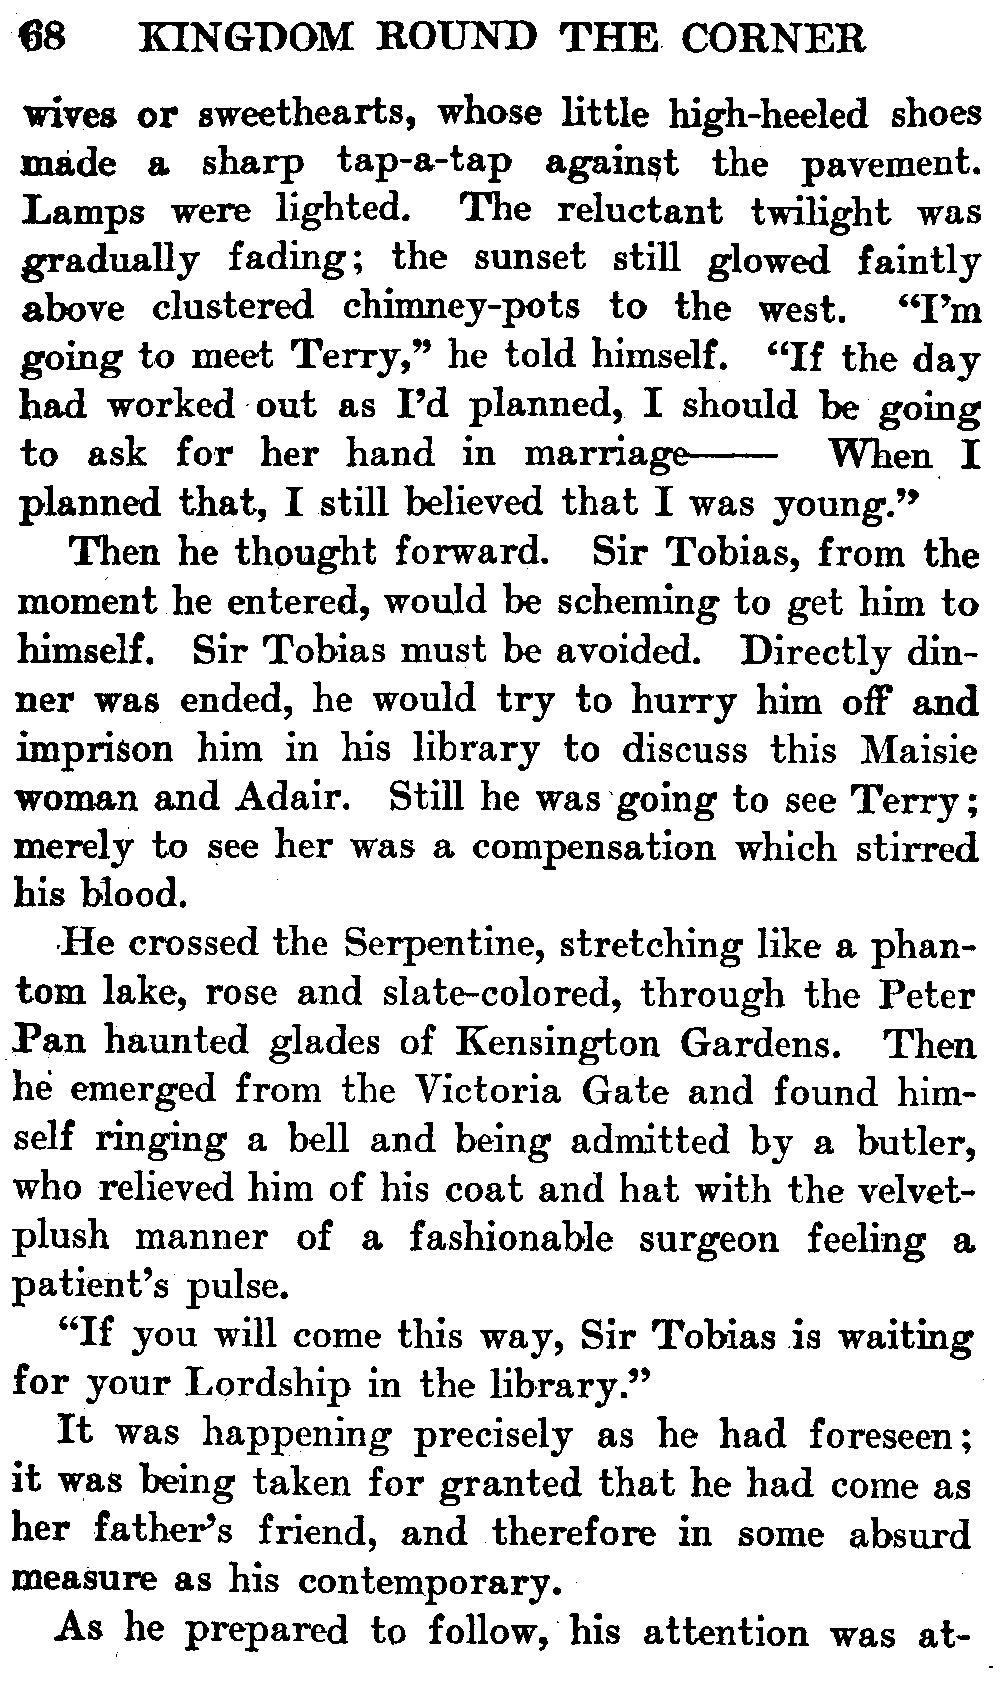 68 KINGDOM ROUND THE CORNER
wives or sweethearts, whose little high-heeled shoes
made a sharp tap-a-tap against the pavement.
Lamps were lighted. The reluctant twilight was
gradually fading; the sunset still glowed faintly
above clustered chimney-pots to the west. “I’m
going to meet Terry,” he told himself. “If the day
had worked out as I’d planned, I should be going
to ask for her hand in marriage—— When I
planned that, I still believed that I was young.”
Then he thought forward. Sir Tobias, from the
moment he entered, would be scheming to get him to
himself. Sir Tobias must be avoided. Directly din-
ner was ended, he would try to hurry him off and
imprison him in his library to discuss this Maisie
woman and Adair. Still he was going to see Terry;
merely to see her was a compensation which stirred
his blood.
He crossed the Serpentine, stretching like a phan-
tom lake, rose and slate-colored, through the Peter
Pan haunted glades of Kensington Gardens. Then
he emerged from the Victoria Gate and found him-
self ringing a bell and being admitted by a butler,
who relieved him of his coat and hat with the velvet-
plush manner of a fashionable surgeon feeling a
patient’s pulse.
“If you will come this way, Sir Tobias is waiting
for your Lordship in the library.”
It was happening precisely as he had foreseen;
it was being taken for granted that he had come as
her father’s friend, and therefore in some absurd
measure as his contemporary.
As he prepared to follow, his attention was at-